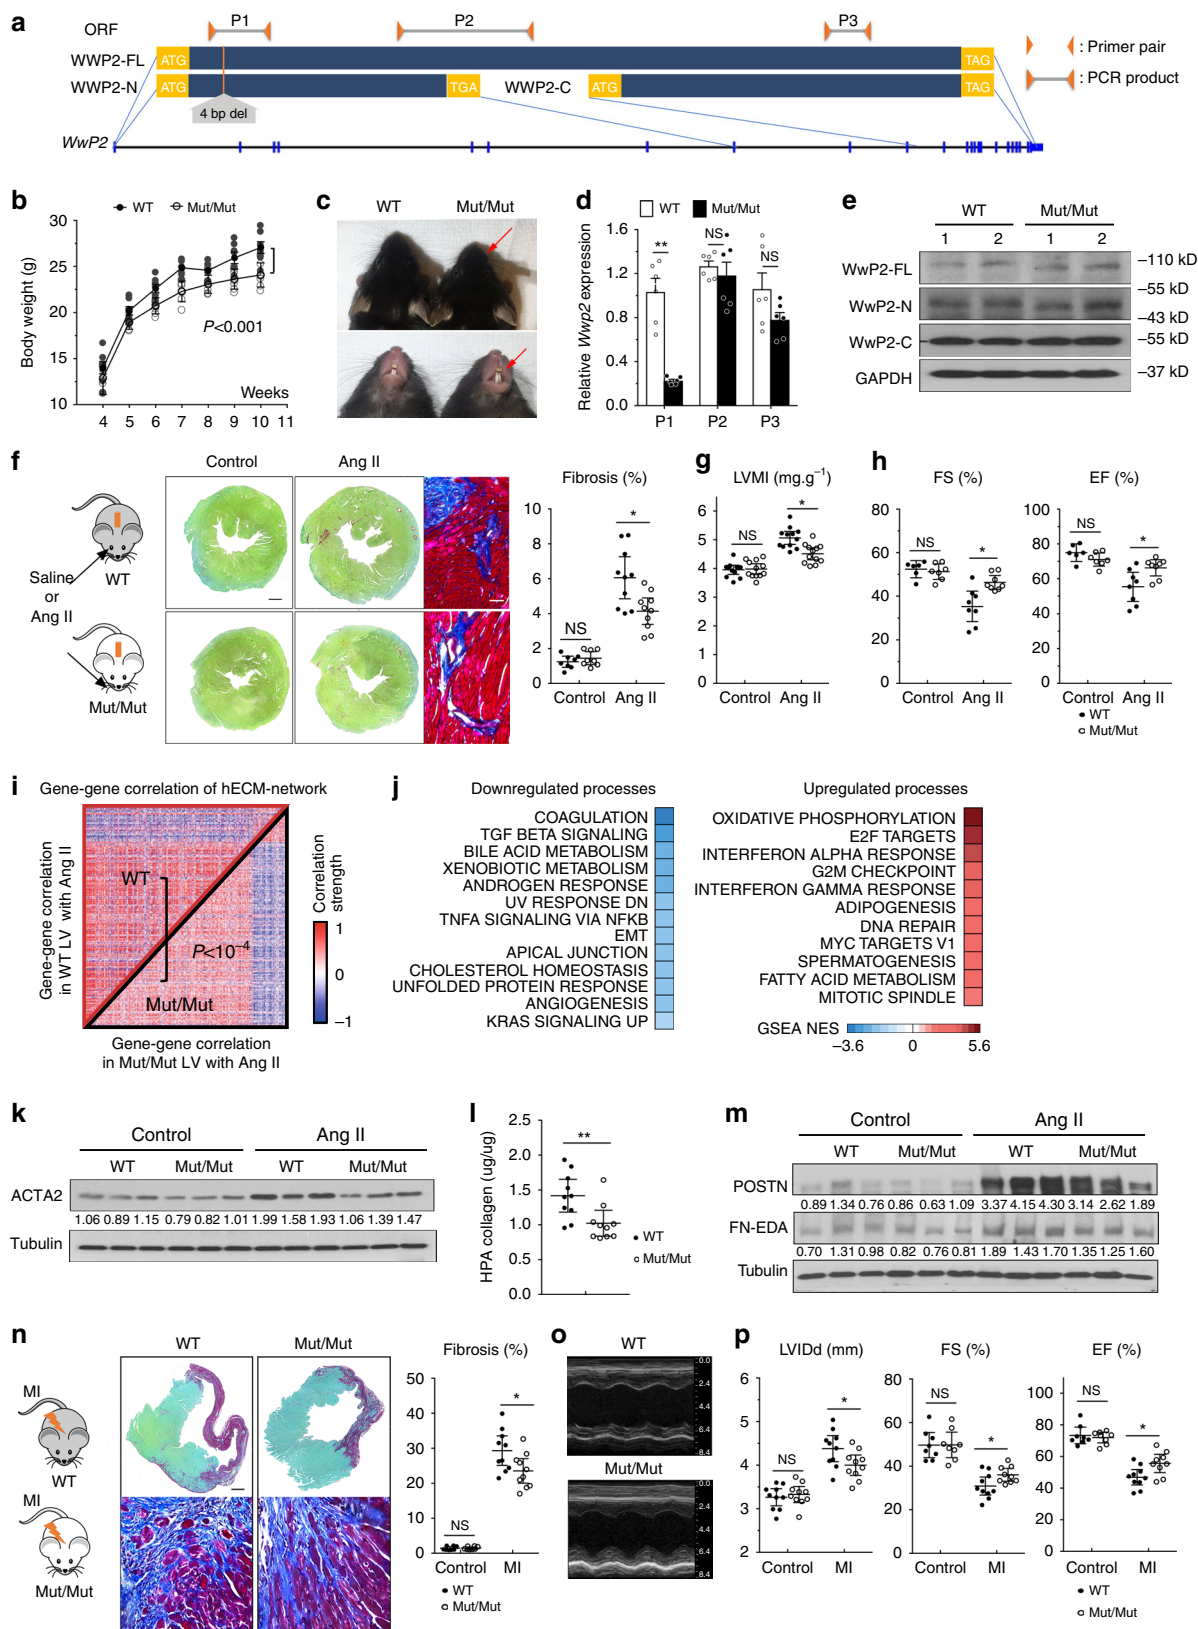 a
ORF P1 P2 P3
WWP2-FL ATG TAG
WWP2-N ATG TGA WWP2-C ATG TAG
4 bp del
WwP2
: Primer pair
: PCR product
b
WT Mut/Mut
Body weight (g)
30
25
20
15
10
P<0.001
Weeks
4 5 6 7 8 9 10 11
c
WT Mut/Mut
d
WT Mut/Mut
Relative Wwp2 expression
1.6
1.2
0.8
0.4
0.0
** NS NS
P1 P2 P3
e
WT Mut/Mut
1 2 1 2
WwP2-FL –110 kD
–55 kD
WwP2-N
–43 kD
WwP2-C –55 kD
GAPDH –37 kD
f
Control Ang II
Saline
or
Ang II
WT
Mut/Mut
Fibrosis (%)
10
8
6
4
2
0
NS *
Control Ang II
g
LVMI (mg.g–1)
6
5
4
3
2
1
0
NS *
Control Ang II
h
FS (%)
80
60
40
20
0
NS *
Control Ang II
EF (%)
100
80
60
40
20
0
NS *
Control Ang II
WT
Mut/Mut
i
Gene-gene correlation of hECM-network
Gene-gene correlation
in WT LV with Ang II
WT
P<10–4
Mut/Mut
Gene-gene correlation
in Mut/Mut LV with Ang II
Correlation
strength
1
0
–1
j
Downregulated processes
COAGULATION
TGF BETA SIGNALING
BILE ACID METABOLISM
XENOBIOTIC METABOLISM
ANDROGEN RESPONSE
UV RESPONSE DN
TNFA SIGNALING VIA NFKB
EMT
APICAL JUNCTION
CHOLESTEROL HOMEOSTASIS
UNFOLDED PROTEIN RESPONSE
ANGIOGENESIS
KRAS SIGNALING UP
Upregulated processes
OXIDATIVE PHOSPHORYLATION
E2F TARGETS
INTERFERON ALPHA RESPONSE
G2M CHECKPOINT
INTERFERON GAMMA RESPONSE
ADIPOGENESIS
DNA REPAIR
MYC TARGETS V1
SPERMATOGENESIS
FATTY ACID METABOLISM
MITOTIC SPINDLE
GSEA NES
–3.6 0 5.6
k
Control Ang II
WT Mut/Mut WT Mut/Mut
ACTA2
1.06 0.89 1.15 0.79 0.82 1.01 1.99 1.58 1.93 1.06 1.39 1.47
Tubulin
l
HPA collagen (ug/ug)
2.5
2.0
1.5
1.0
0.5
0.0
**
WT
Mut/Mut
m
Control Ang II
WT Mut/Mut WT Mut/Mut
POSTN
0.89 1.34 0.76 0.86 0.63 1.09 3.37 4.15 4.30 3.14 2.62 1.89
FN-EDA
0.70 1.31 0.98 0.82 0.76 0.81 1.89 1.43 1.70 1.35 1.25 1.60
Tubulin
n
WT Mut/Mut
MI
WT
MI
Mut/Mut
Fibrosis (%)
50
40
30
20
10
0
NS *
Control MI
WT
Mut/Mut
o
WT
0.0
2.4
4.4
6.4
8.4
Mut/Mut
0.0
2.4
4.4
6.4
8.4
p
LVIDd (mm)
6
5
4
3
2
NS *
Control MI
FS (%)
80
60
40
20
0
NS *
Control MI
EF (%)
100
80
60
40
20
0
NS *
Control MI
WT
Mut/Mut